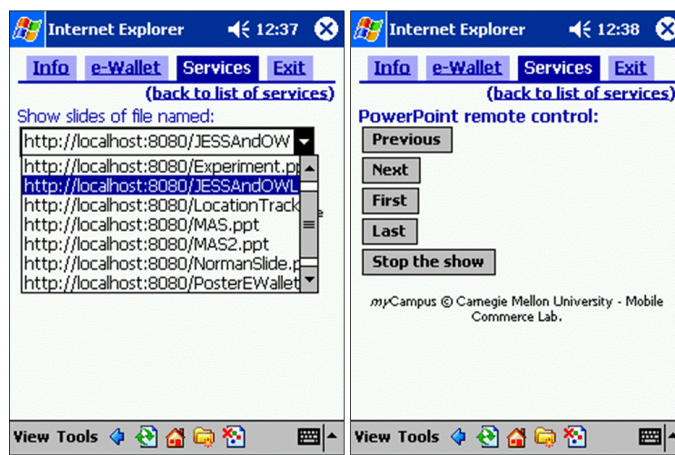 Internet Explorer 12:37
Info e-Wallet Services Exit
(back to list of services)
Show slides of file named:
http://localhost:8080/JESSAndOW
http://localhost:8080/Experiment.pp
http://localhost:8080/JESSAndOWL
http://localhost:8080/LocationTrack
http://localhost:8080/MAS.ppt
http://localhost:8080/MAS2.ppt
http://localhost:8080/NormanSlide.p
http://localhost:8080/PosterEWallet
View Tools
Internet Explorer 12:38
Info e-Wallet Services Exit
(back to list of services)
PowerPoint remote control:
Previous
Next
First
Last
Stop the show
myCampus © Carnegie Mellon University - Mobile
Commerce Lab.
View Tools